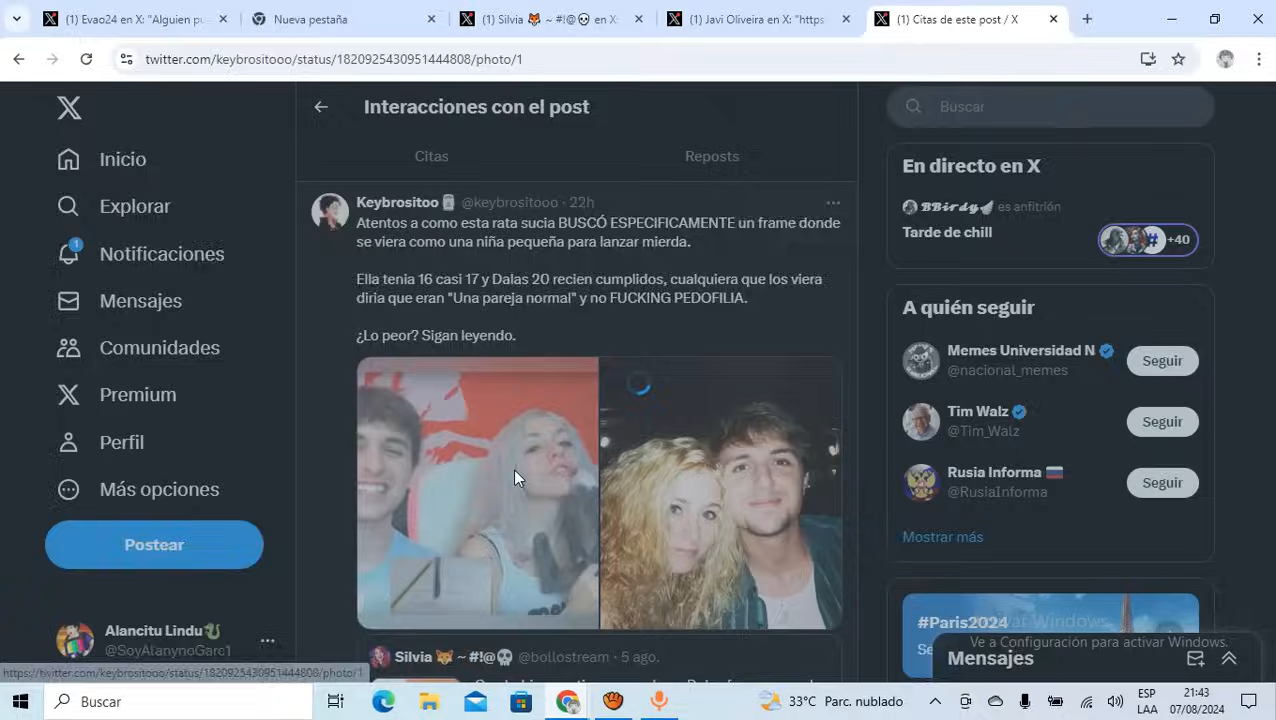 (1) Evao24 en X: "Alguien p
Nueva pestaña
(1) Silvia 🦊 ~ #!@💀 en X:
(1) Javi Oliveira en X: "https
(1) Citas de este post / X
twitter.com/keybrositooo/status/1820925430951444808/photo/1
Inicio
Explorar
1
Notificaciones
Mensajes
Comunidades
Premium
Perfil
Más opciones
Postear
Alancitu Lindu
@SoyAlanynoGarc1
https://twitter.com/keybrositooo/status/1820925430951444808/photo/1
Interacciones con el post
Citas
Reposts
Keybrositoo @keybrositooo · 22h
Atentos a como esta rata sucia BUSCÓ ESPECIFICAMENTE un frame donde
se viera como una niña pequeña para lanzar mierda.
Ella tenia 16 casi 17 y Dalas 20 recien cumplidos, cualquiera que los viera
diria que eran "Una pareja normal" y no FUCKING PEDOFILIA.
¿Lo peor? Sigan leyendo.
Silvia 🦊 ~ #!@💀 @bollostream · 5 ago.
Buscar
En directo en X
BBirdy es anfitrión
Tarde de chill
+40
A quién seguir
Memes Universidad N
@nacional_memes
Seguir
Tim Walz
@Tim_Walz
Seguir
Rusia Informa
@RusiaInforma
Seguir
Mostrar más
#Paris2024
Activar Windows
Ve a Configuración para activar Windows.
Mensajes
Buscar
33°C Parc. nublado
ESP
LAA
11:43
07/08/2024